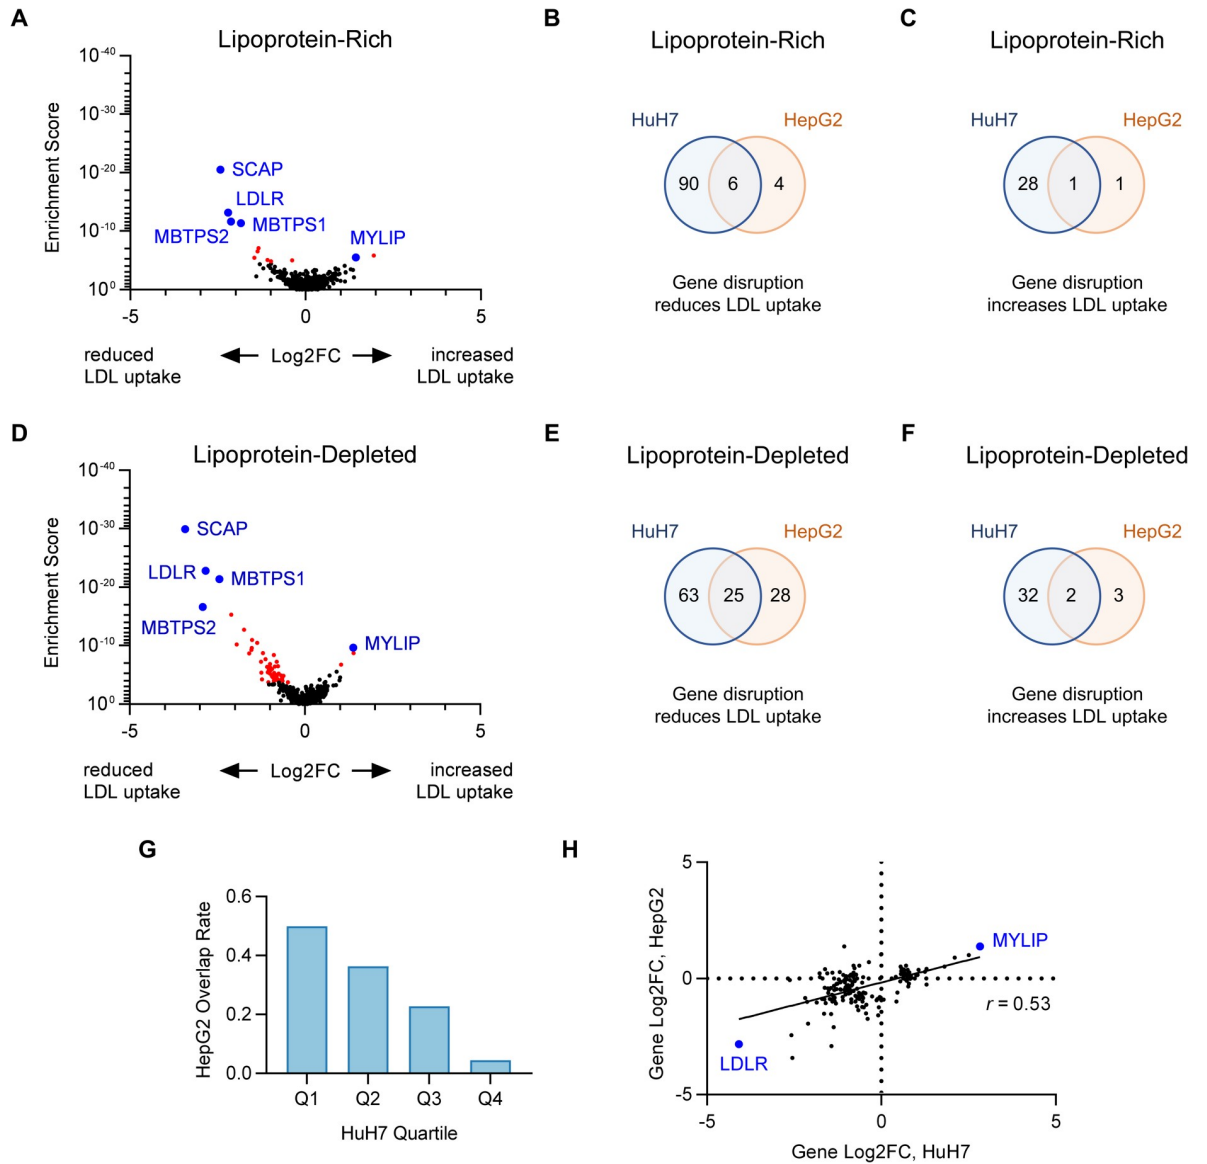 A
Lipoprotein-Rich
Enrichment Score
10-40
10-30
10-20
10-10
100
SCAP
LDLR
MBTPS2
MBTPS1
MYLIP
-5
0
5
reduced
LDL uptake
Log2FC
increased
LDL uptake
B
Lipoprotein-Rich
HuH7
HepG2
90
6
4
Gene disruption
reduces LDL uptake
C
Lipoprotein-Rich
HuH7
HepG2
28
1
1
Gene disruption
increases LDL uptake
D
Lipoprotein-Depleted
Enrichment Score
10-40
10-30
10-20
10-10
100
SCAP
LDLR
MBTPS1
MBTPS2
MYLIP
-5
0
5
reduced
LDL uptake
Log2FC
increased
LDL uptake
E
Lipoprotein-Depleted
HuH7
HepG2
63
25
28
Gene disruption
reduces LDL uptake
F
Lipoprotein-Depleted
HuH7
HepG2
32
2
3
Gene disruption
increases LDL uptake
G
HepG2 Overlap Rate
0.6
0.4
0.2
0.0
Q1
Q2
Q3
Q4
HuH7 Quartile
H
Gene Log2FC, HepG2
5
0
-5
MYLIP
r = 0.53
LDLR
-5
0
5
Gene Log2FC, HuH7